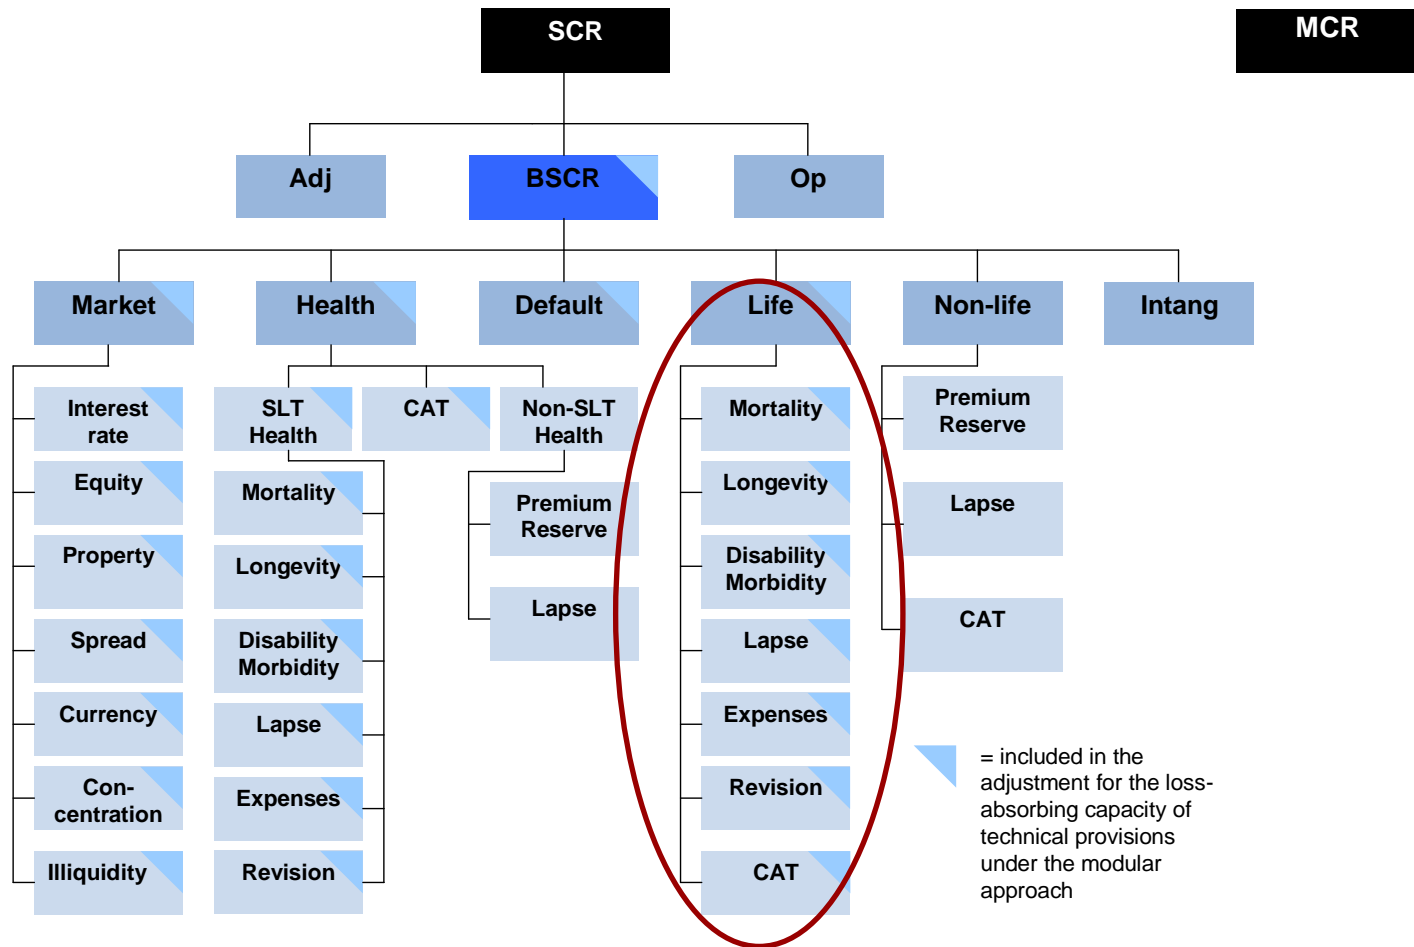 SCR
MCR
Adj
BSCR
Op
Market
Health
Default
Life
Non-life
Intang
Interest
rate
Equity
Property
Spread
Currency
Con-
centration
Illiquidity
SLT
Health
Mortality
Longevity
Disability
Morbidity
Lapse
Expenses
Revision
CAT
Non-SLT
Health
Premium
Reserve
Lapse
Mortality
Longevity
Disability
Morbidity
Lapse
Expenses
Revision
CAT
Premium
Reserve
Lapse
CAT
= included in the
adjustment for the loss-
absorbing capacity of
technical provisions
under the modular
approach